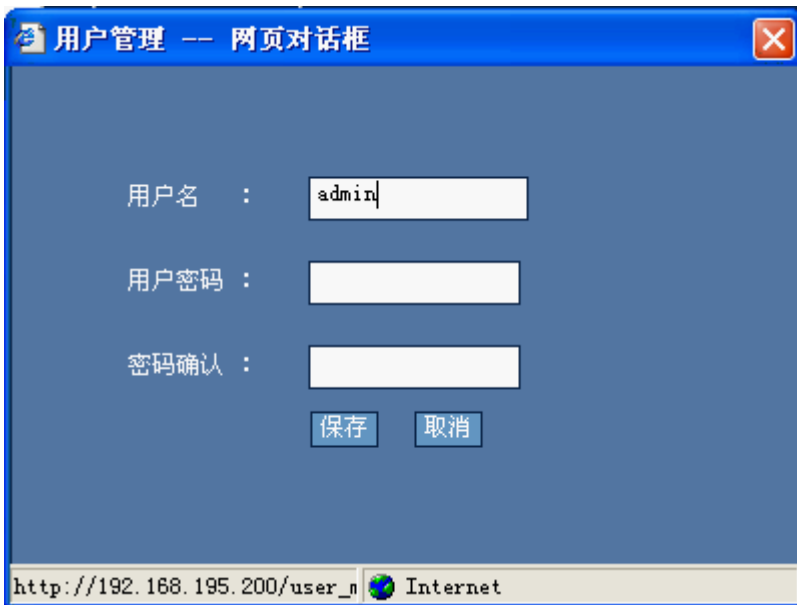 用户管理 -- 网页对话框
用户名 : admin
用户密码 :
密码确认 :
保存 取消
http://192.168.195.200/user_m Internet